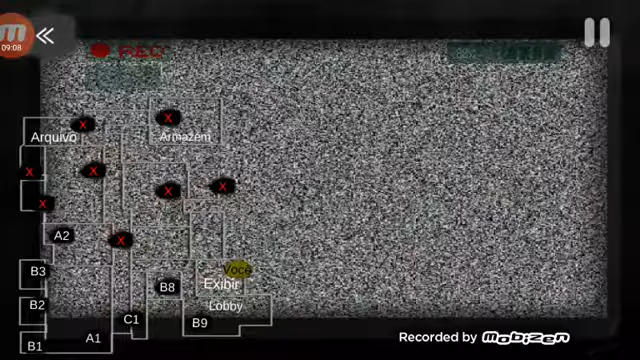 REC
09:08
X
X
Arquivo
Armazém
X
X
X
X
X
A2
X
Você
B3
Exibir
B8
B2
Lobby
C1
B9
A1
B1
Recorded by mobizen